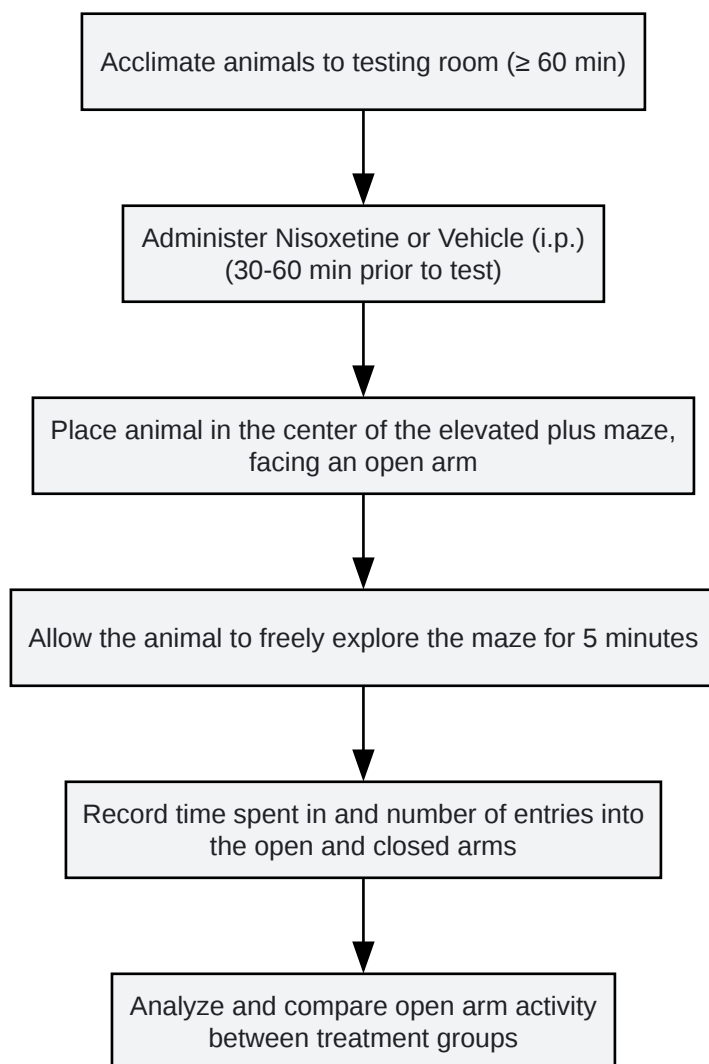 Acclimate animals to testing room (≥ 60 min)
Administer Nisoxetine or Vehicle (i.p.)
(30-60 min prior to test)
Place animal in the center of the elevated plus maze,
facing an open arm
Allow the animal to freely explore the maze for 5 minutes
Record time spent in and number of entries into
the open and closed arms
Analyze and compare open arm activity
between treatment groups